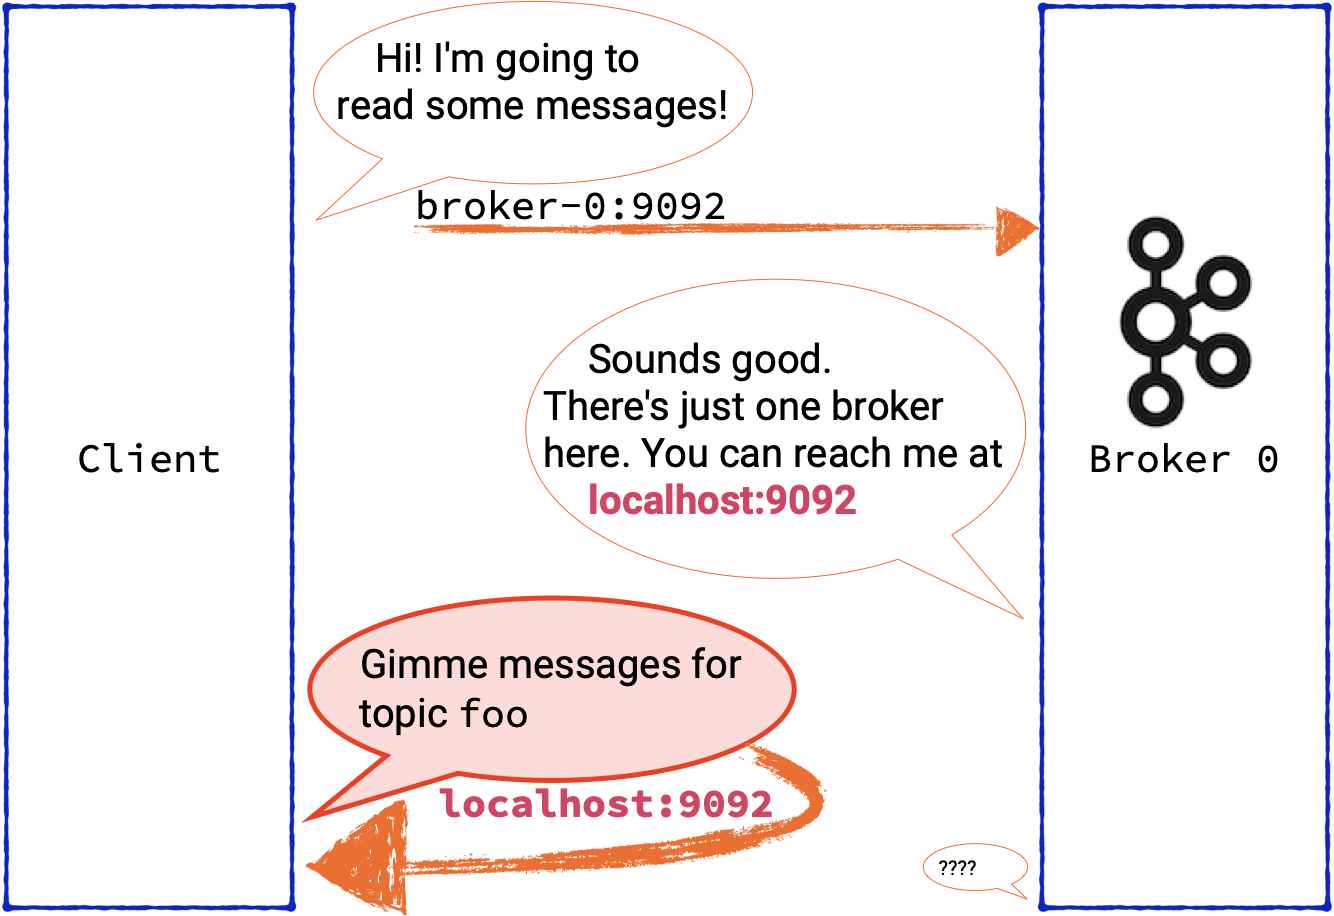 Hi! I'm going to
read some messages!
broker-0:9092
Sounds good.
There's just one broker
here. You can reach me at
localhost:9092
Client
Broker 0
Gimme messages for
topic foo
localhost:9092
????